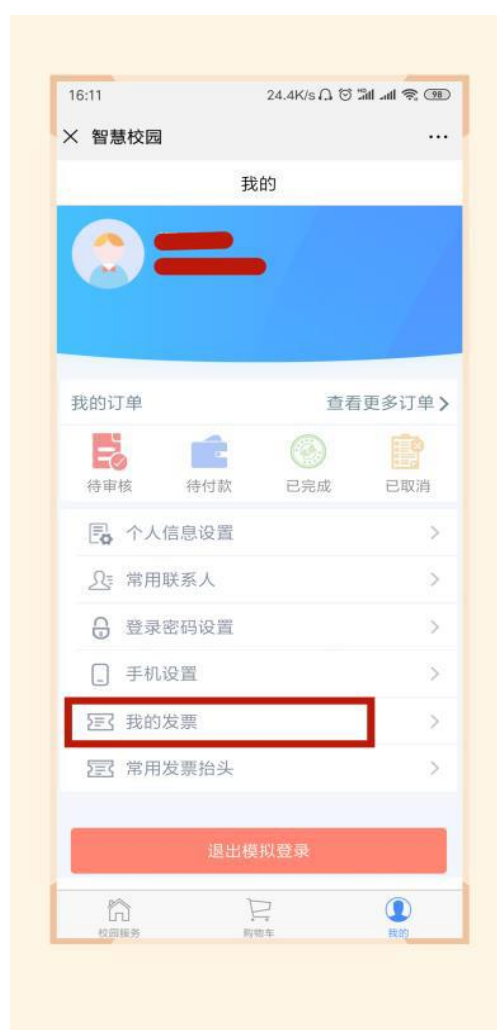 16:11 24.4K/s 98
智慧校园
我的
我的订单 查看更多订单
待审核 待付款 已完成 已取消
个人信息设置
常用联系人
登录密码设置
手机设置
我的发票
常用发票抬头
退出模拟登录
校园服务 购物车 我的